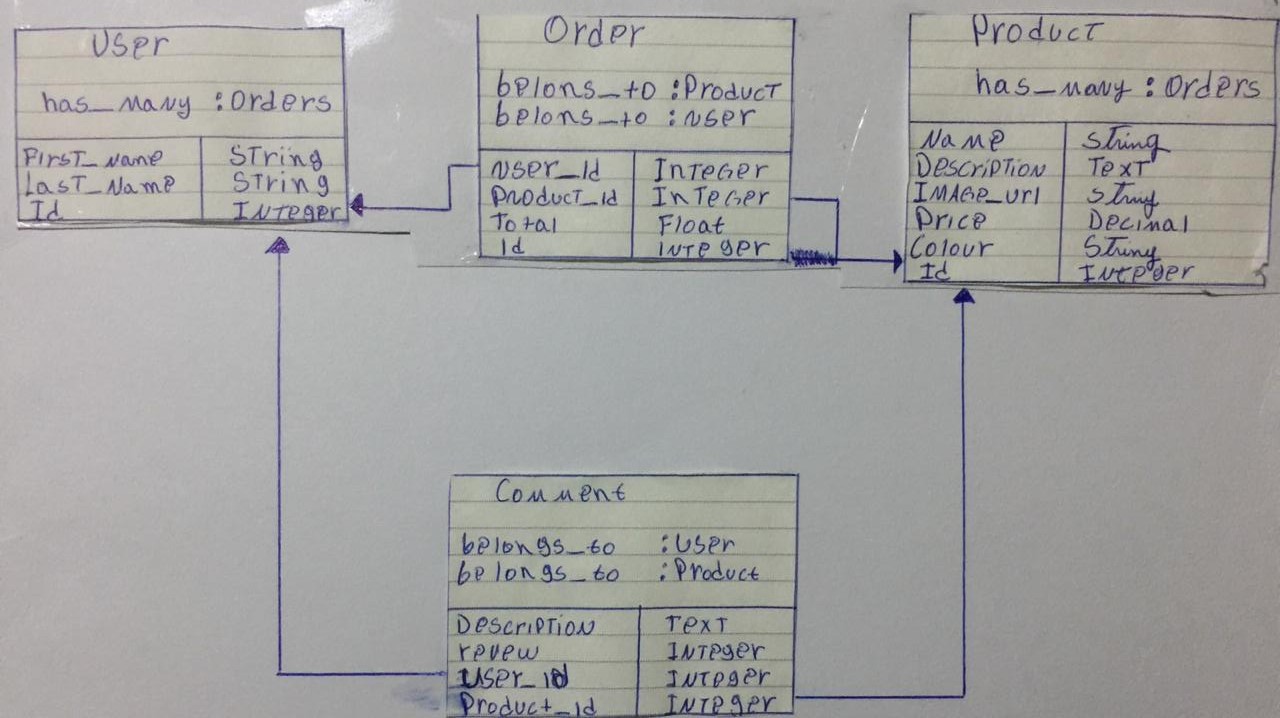 User
has_many :Orders
First_Name String
Last_Name String
Id Integer
Order
belons_to :Product
belons_to :user
user_Id Integer
Product_id Integer
Total Float
Id Integer
Product
has_many : Orders
Name String
Description Text
Image_url String
Price Decinal
Colour String
Id Integer
Comment
belongs_to :User
belongs_to :Product
Description Text
revew Integer
User_id Integer
Product_id Integer